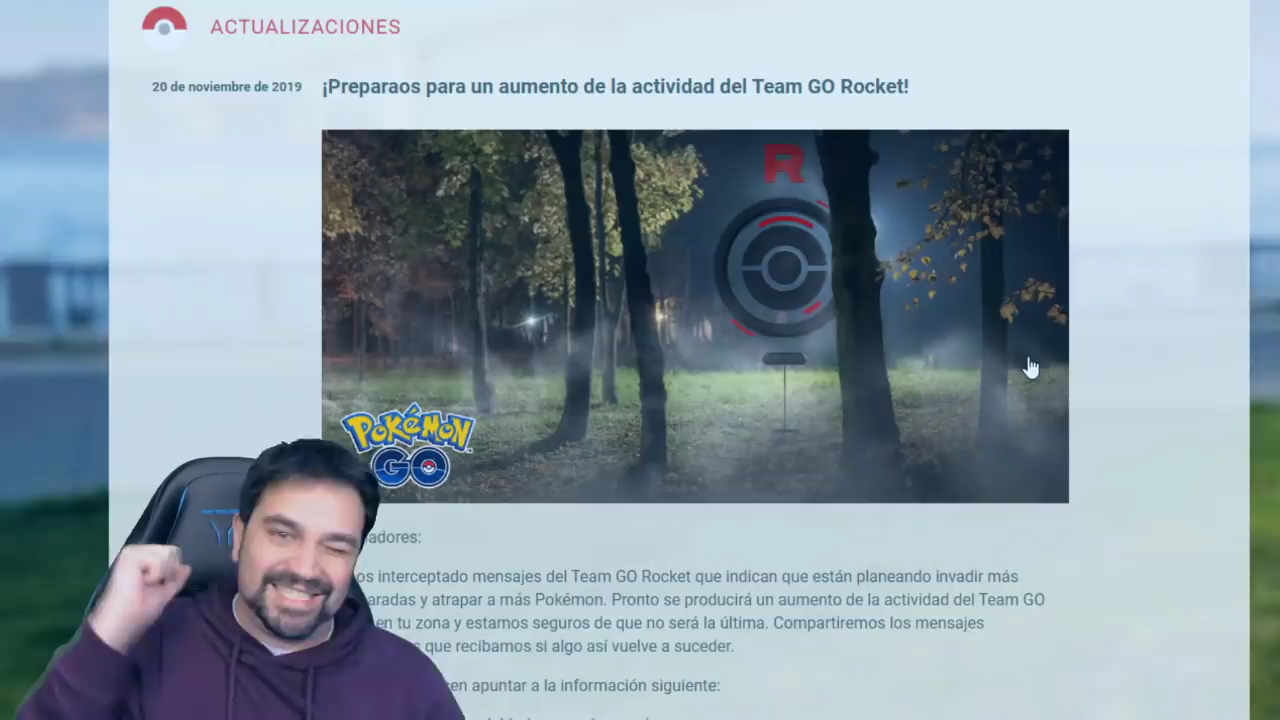 ACTUALIZACIONES
20 de noviembre de 2019 ¡Preparaos para un aumento de la actividad del Team GO Rocket!
R
POKÉMON
GO
adores:
os interceptado mensajes del Team GO Rocket que indican que están planeando invadir más
aradas y atrapar a más Pokémon. Pronto se producirá un aumento de la actividad del Team GO
en tu zona y estamos seguros de que no será la última. Compartiremos los mensajes
que recibamos si algo así vuelve a suceder.
en apuntar a la información siguiente: